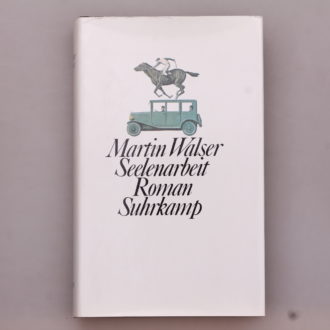 Martin Walser
Seelenarbeit
Roman
Suhrkamp